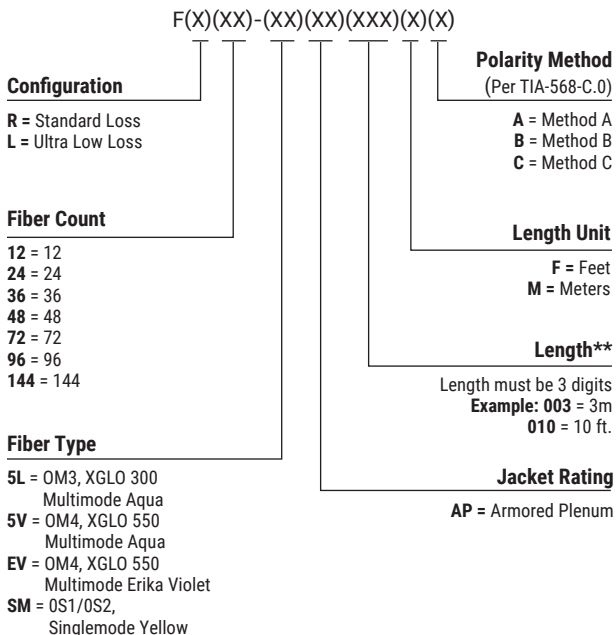 F(X)(XX)-(XX)(XX)(XXX)(X)(X)
Configuration
R = Standard Loss
L = Ultra Low Loss
Fiber Count
12 = 12
24 = 24
36 = 36
48 = 48
72 = 72
96 = 96
144 = 144
Fiber Type
5L = OM3, XGLO 300
Multimode Aqua
5V = OM4, XGLO 550
Multimode Aqua
EV = OM4, XGLO 550
Multimode Erika Violet
SM = 0S1/0S2,
Singlemode Yellow
Polarity Method
(Per TIA-568-C.0)
A = Method A
B = Method B
C = Method C
Length Unit
F = Feet
M = Meters
Length**
Length must be 3 digits
Example: 003 = 3m
010 = 10 ft.
Jacket Rating
AP = Armored Plenum